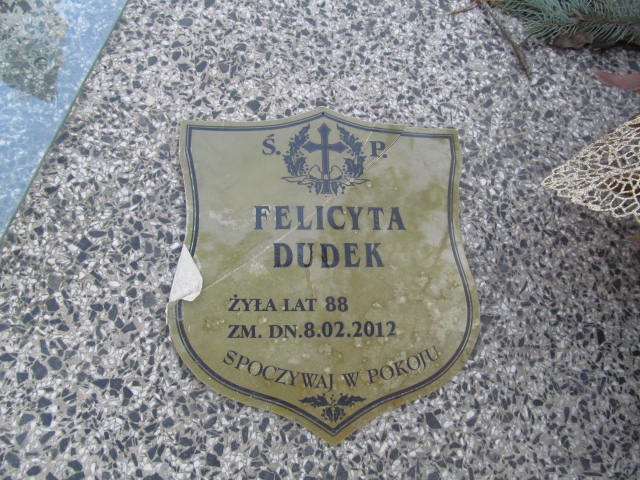 Ś. P.
FELICYTA
DUDEK
ŻYŁA LAT 88
ZM. DN.8.02.2012
SPOCZYWAJ W POKOJU